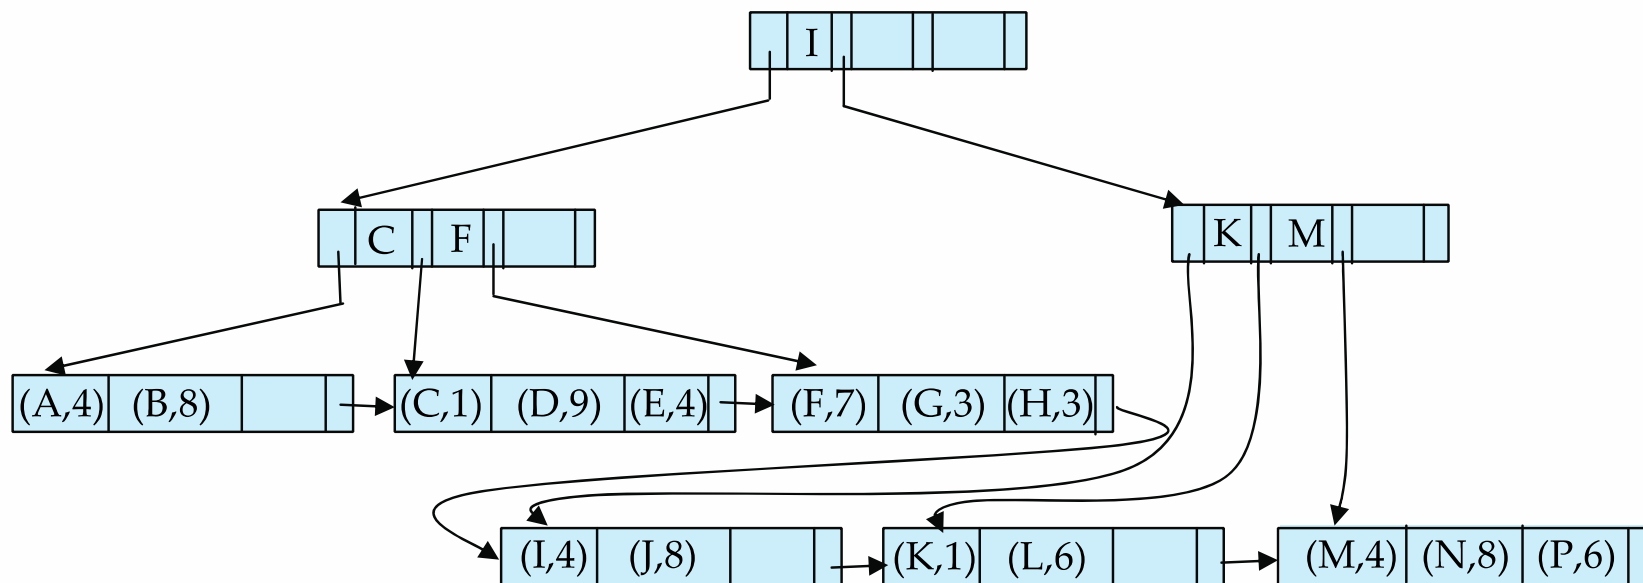 I
C F K M
(A,4) (B,8) (C,1) (D,9) (E,4) (F,7) (G,3) (H,3)
(I,4) (J,8) (K,1) (L,6) (M,4) (N,8) (P,6)